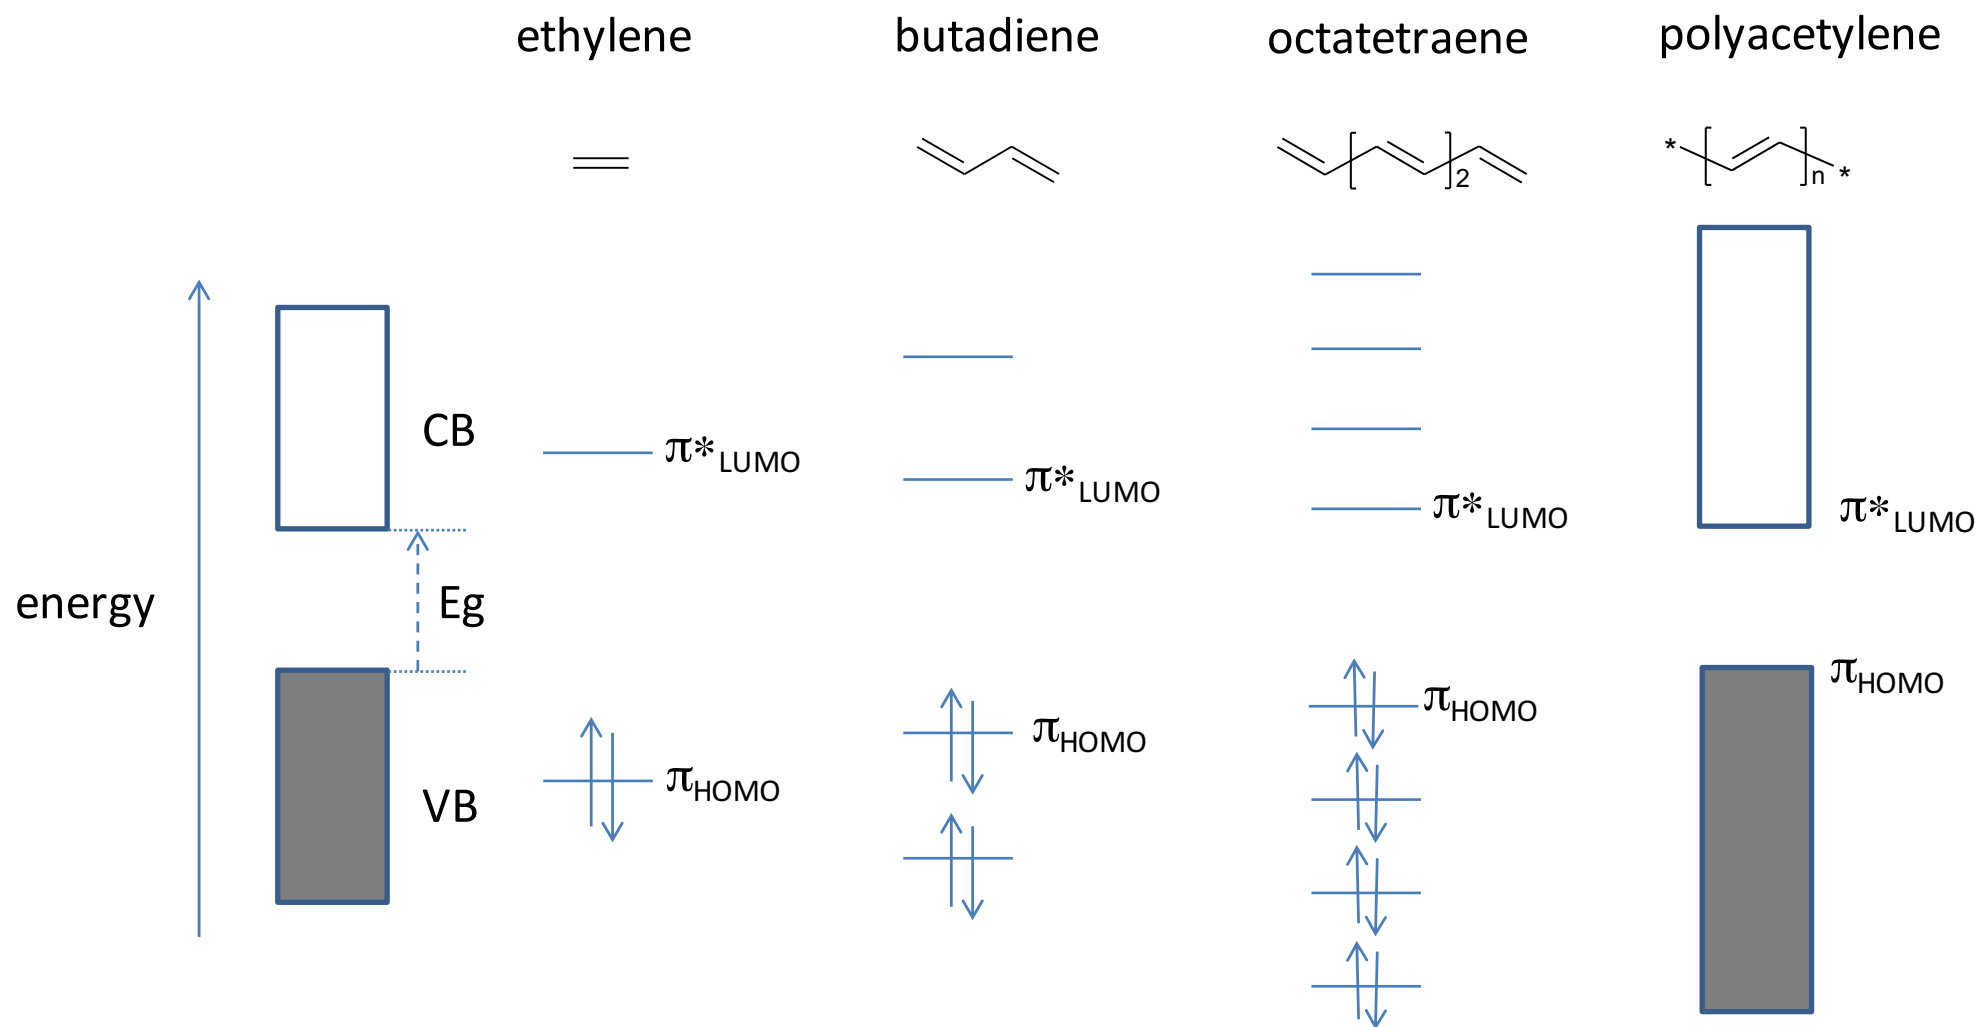 ethylene butadiene octatetraene polyacetylene
2
* n *
CB
π*LUMO
π*LUMO
π*LUMO
π*LUMO
energy
Eg
VB
πHOMO
πHOMO
πHOMO
πHOMO